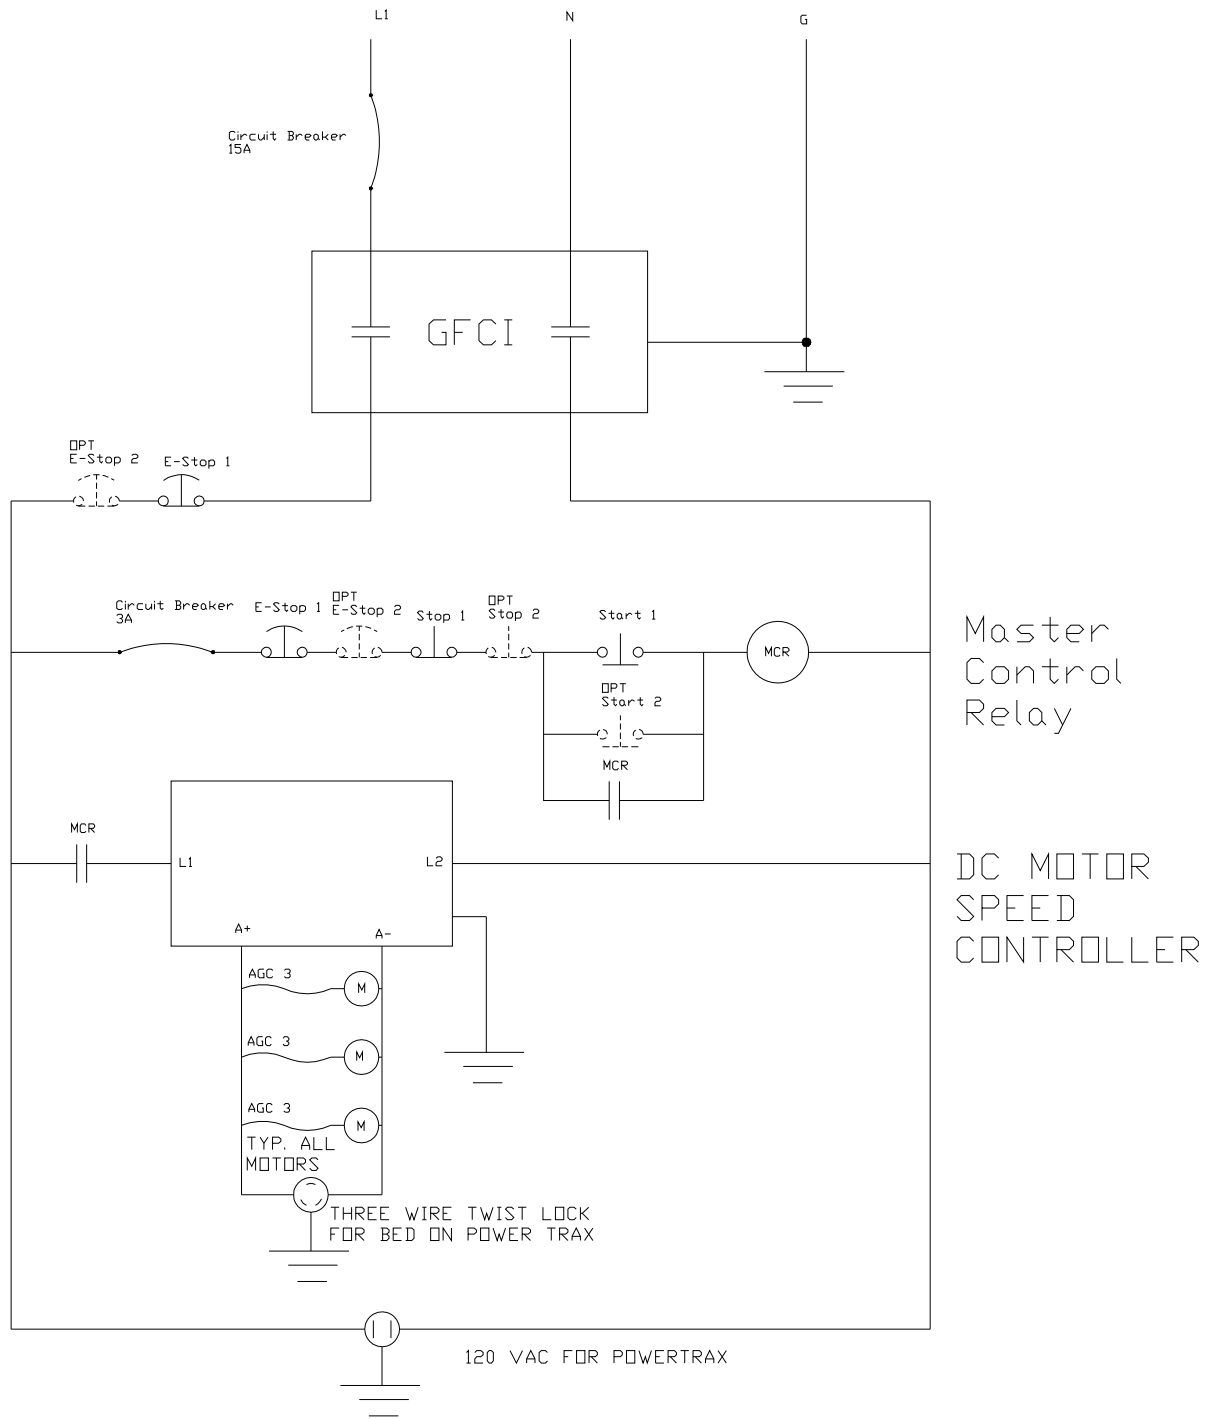 L1
N
G
Circuit Breaker
15A
GFCI
OPT
E-Stop 2
E-Stop 1
Circuit Breaker
3A
E-Stop 1
OPT
E-Stop 2
Stop 1
OPT
Stop 2
Start 1
MCR
Master
Control
Relay
OPT
Start 2
MCR
MCR
L1
L2
A+
A-
DC MOTOR
SPEED
CONTROLLER
AGC 3
M
AGC 3
M
AGC 3
M
TYP. ALL
MOTORS
THREE WIRE TWIST LOCK
FOR BED ON POWER TRAX
120 VAC FOR POWERTRAX